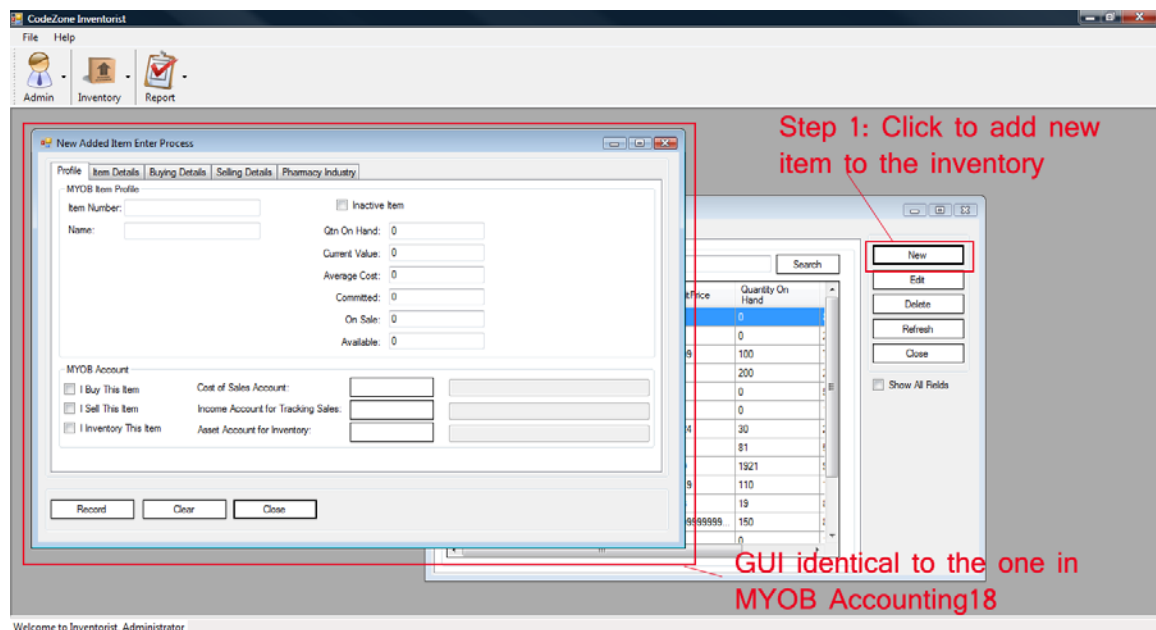 CodeZone Inventorist
File Help
Admin Inventory Report
Step 1: Click to add new
item to the inventory
New Added Item Enter Process
Profile Item Details Buying Details Selling Details Pharmacy Industry
MYOB Item Profile
Item Number:
Inactive Item
Name:
Qtn On Hand: 0
Current Value: 0
Average Cost: 0
Committed: 0
On Sale: 0
Available: 0
MYOB Account
I Buy This Item Cost of Sales Account:
I Sell This Item Income Account for Tracking Sales:
I Inventory This Item Asset Account for Inventory:
Record Clear Close
Search
Quantity On
Hand
0
0
100
200
0
0
30
81
1921
110
19
150
0
New
Edit
Delete
Refresh
Close
Show All Fields
GUI identical to the one in
MYOB Accounting18
Welcome to Inventorist, Administrator